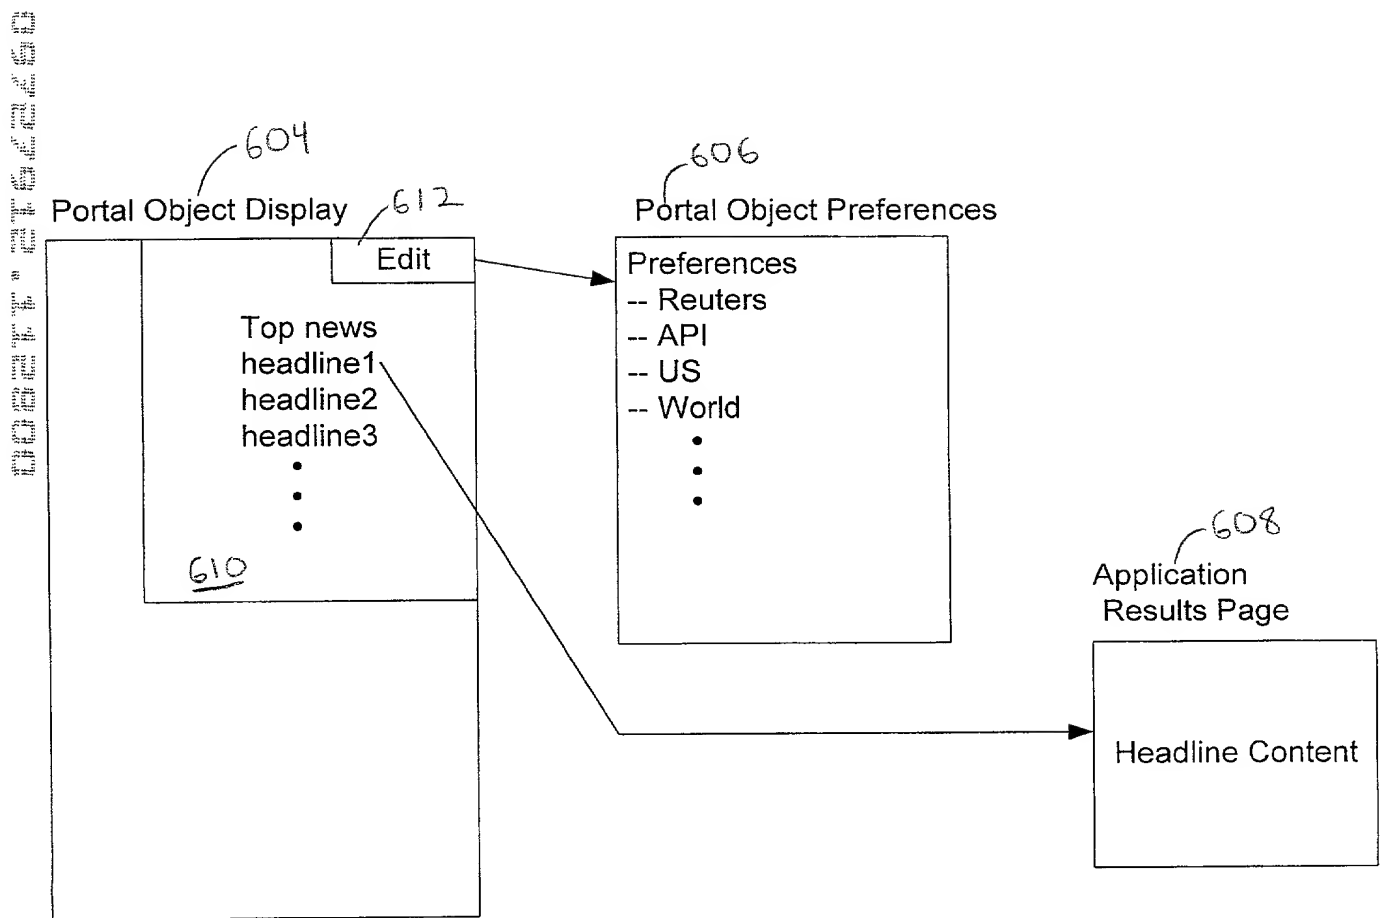 604
Portal Object Display
612
Edit
Top news
headline1
headline2
headline3
610
606
Portal Object Preferences
Preferences
-- Reuters
-- API
-- US
-- World
608
Application
Results Page
Headline Content